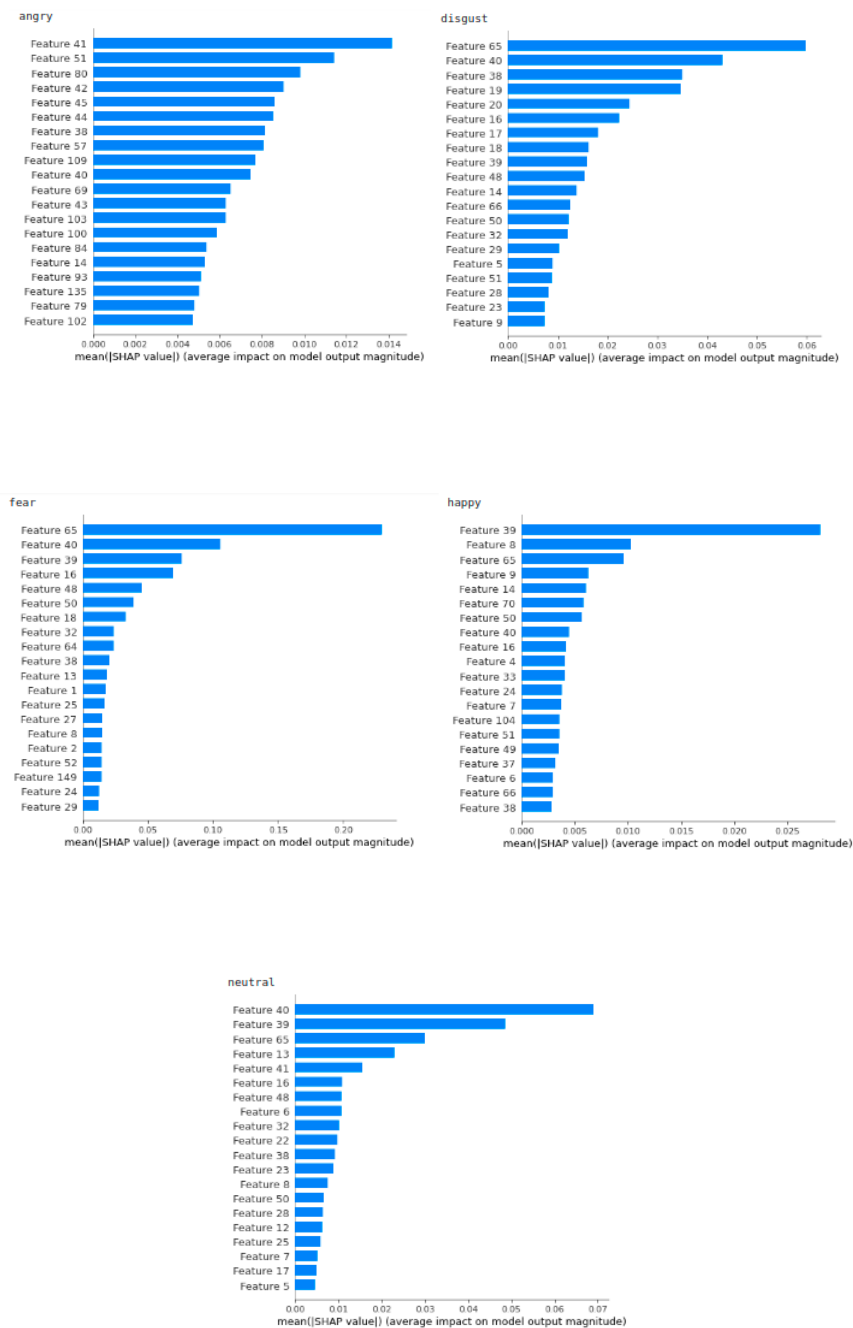 angry
Feature 41
Feature 51
Feature 80
Feature 42
Feature 45
Feature 44
Feature 38
Feature 57
Feature 109
Feature 40
Feature 69
Feature 43
Feature 103
Feature 100
Feature 84
Feature 14
Feature 93
Feature 135
Feature 79
Feature 102
0.000 0.002 0.004 0.006 0.008 0.010 0.012 0.014
mean(|SHAP value|) (average impact on model output magnitude)
disgust
Feature 65
Feature 40
Feature 38
Feature 19
Feature 20
Feature 16
Feature 17
Feature 18
Feature 39
Feature 48
Feature 14
Feature 66
Feature 50
Feature 32
Feature 29
Feature 5
Feature 51
Feature 28
Feature 23
Feature 9
0.00 0.01 0.02 0.03 0.04 0.05 0.06
mean(|SHAP value|) (average impact on model output magnitude)
fear
Feature 65
Feature 40
Feature 39
Feature 16
Feature 48
Feature 50
Feature 18
Feature 32
Feature 64
Feature 38
Feature 13
Feature 1
Feature 25
Feature 27
Feature 8
Feature 2
Feature 52
Feature 149
Feature 24
Feature 29
0.00 0.05 0.10 0.15 0.20
mean(|SHAP value|) (average impact on model output magnitude)
happy
Feature 39
Feature 8
Feature 65
Feature 9
Feature 14
Feature 70
Feature 50
Feature 40
Feature 16
Feature 4
Feature 33
Feature 24
Feature 7
Feature 104
Feature 51
Feature 49
Feature 37
Feature 6
Feature 66
Feature 38
0.000 0.005 0.010 0.015 0.020 0.025
mean(|SHAP value|) (average impact on model output magnitude)
neutral
Feature 40
Feature 39
Feature 65
Feature 13
Feature 41
Feature 16
Feature 48
Feature 6
Feature 32
Feature 22
Feature 38
Feature 23
Feature 8
Feature 50
Feature 28
Feature 12
Feature 25
Feature 7
Feature 17
Feature 5
0.00 0.01 0.02 0.03 0.04 0.05 0.06 0.07
mean(|SHAP value|) (average impact on model output magnitude)